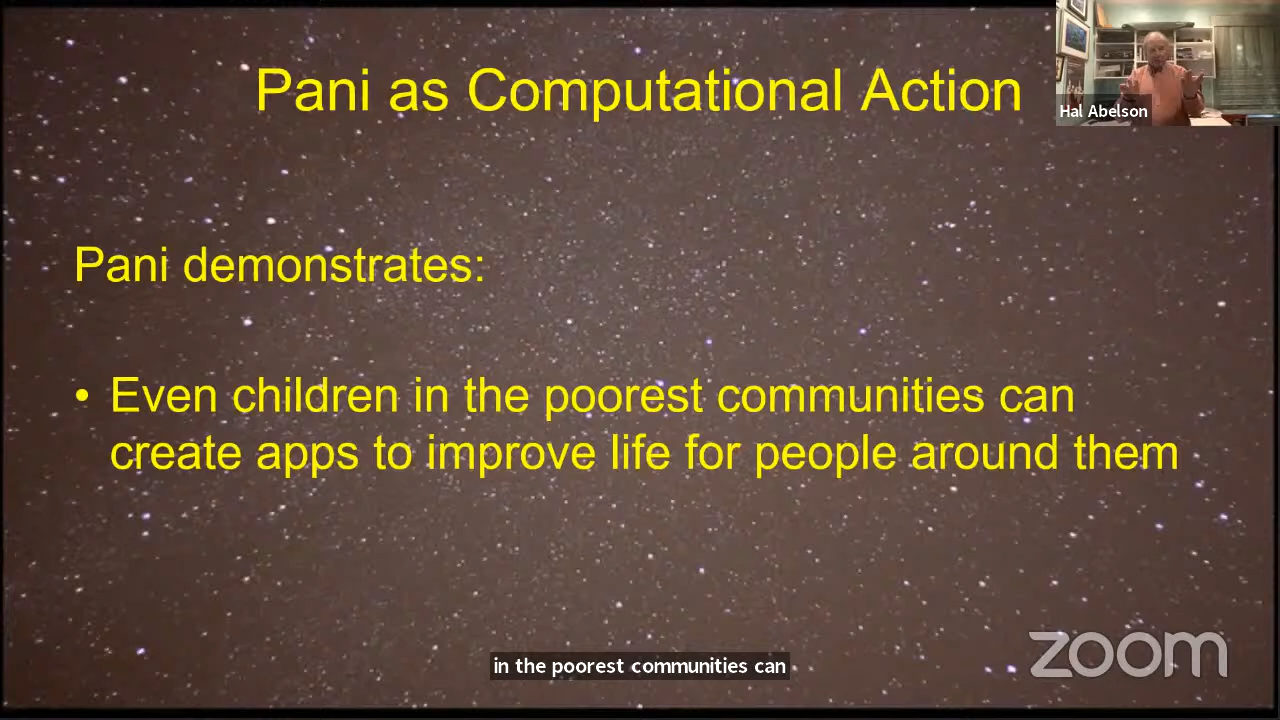 Pani as Computational Action
Hal Abelson
Pani demonstrates:
• Even children in the poorest communities can
create apps to improve life for people around them
in the poorest communities can
zoom